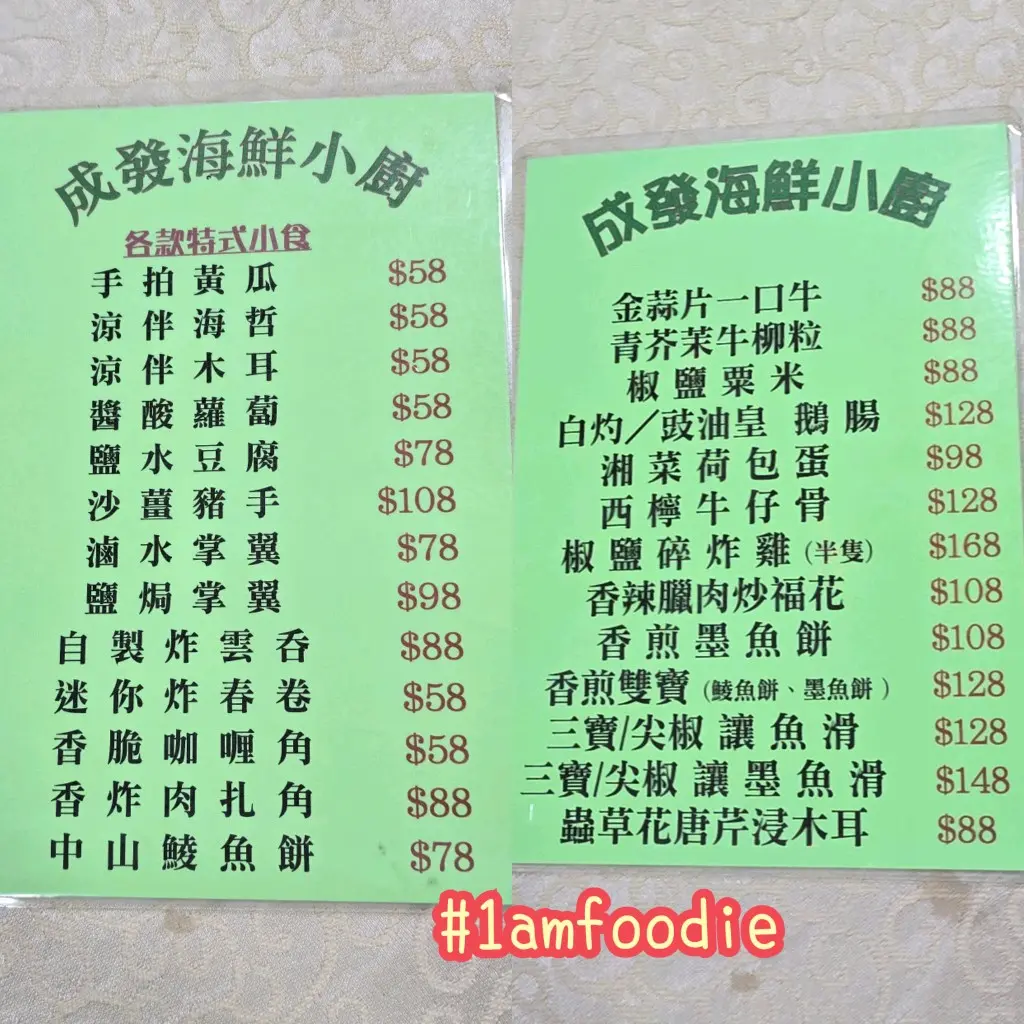 成發海鮮小廚
各款特式小食
手拍黃瓜 $58
涼伴海哲 $58
涼伴木耳 $58
醬酸蘿蔔 $58
鹽水豆腐 $78
沙薑豬手 $108
滷水掌翼 $78
鹽焗掌翼 $98
自製炸雲吞 $88
迷你炸春卷 $58
香脆咖喱角 $58
香炸肉扎角 $88
中山鯪魚餅 $78
成發海鮮小廚
金蒜片一口牛 $88
青芥茉牛柳粒 $88
椒鹽粟米 $88
白灼/豉油皇 鵝腸 $128
湘菜荷包蛋 $98
西檸牛仔骨 $128
椒鹽碎炸雞(半隻) $168
香辣臘肉炒福花 $108
香煎墨魚餅 $108
香煎雙寶(鯪魚餅、墨魚餅) $128
三寶/尖椒讓魚滑 $128
三寶/尖椒讓墨魚滑 $148
蟲草花唐芹浸木耳 $88
#1amfoodie